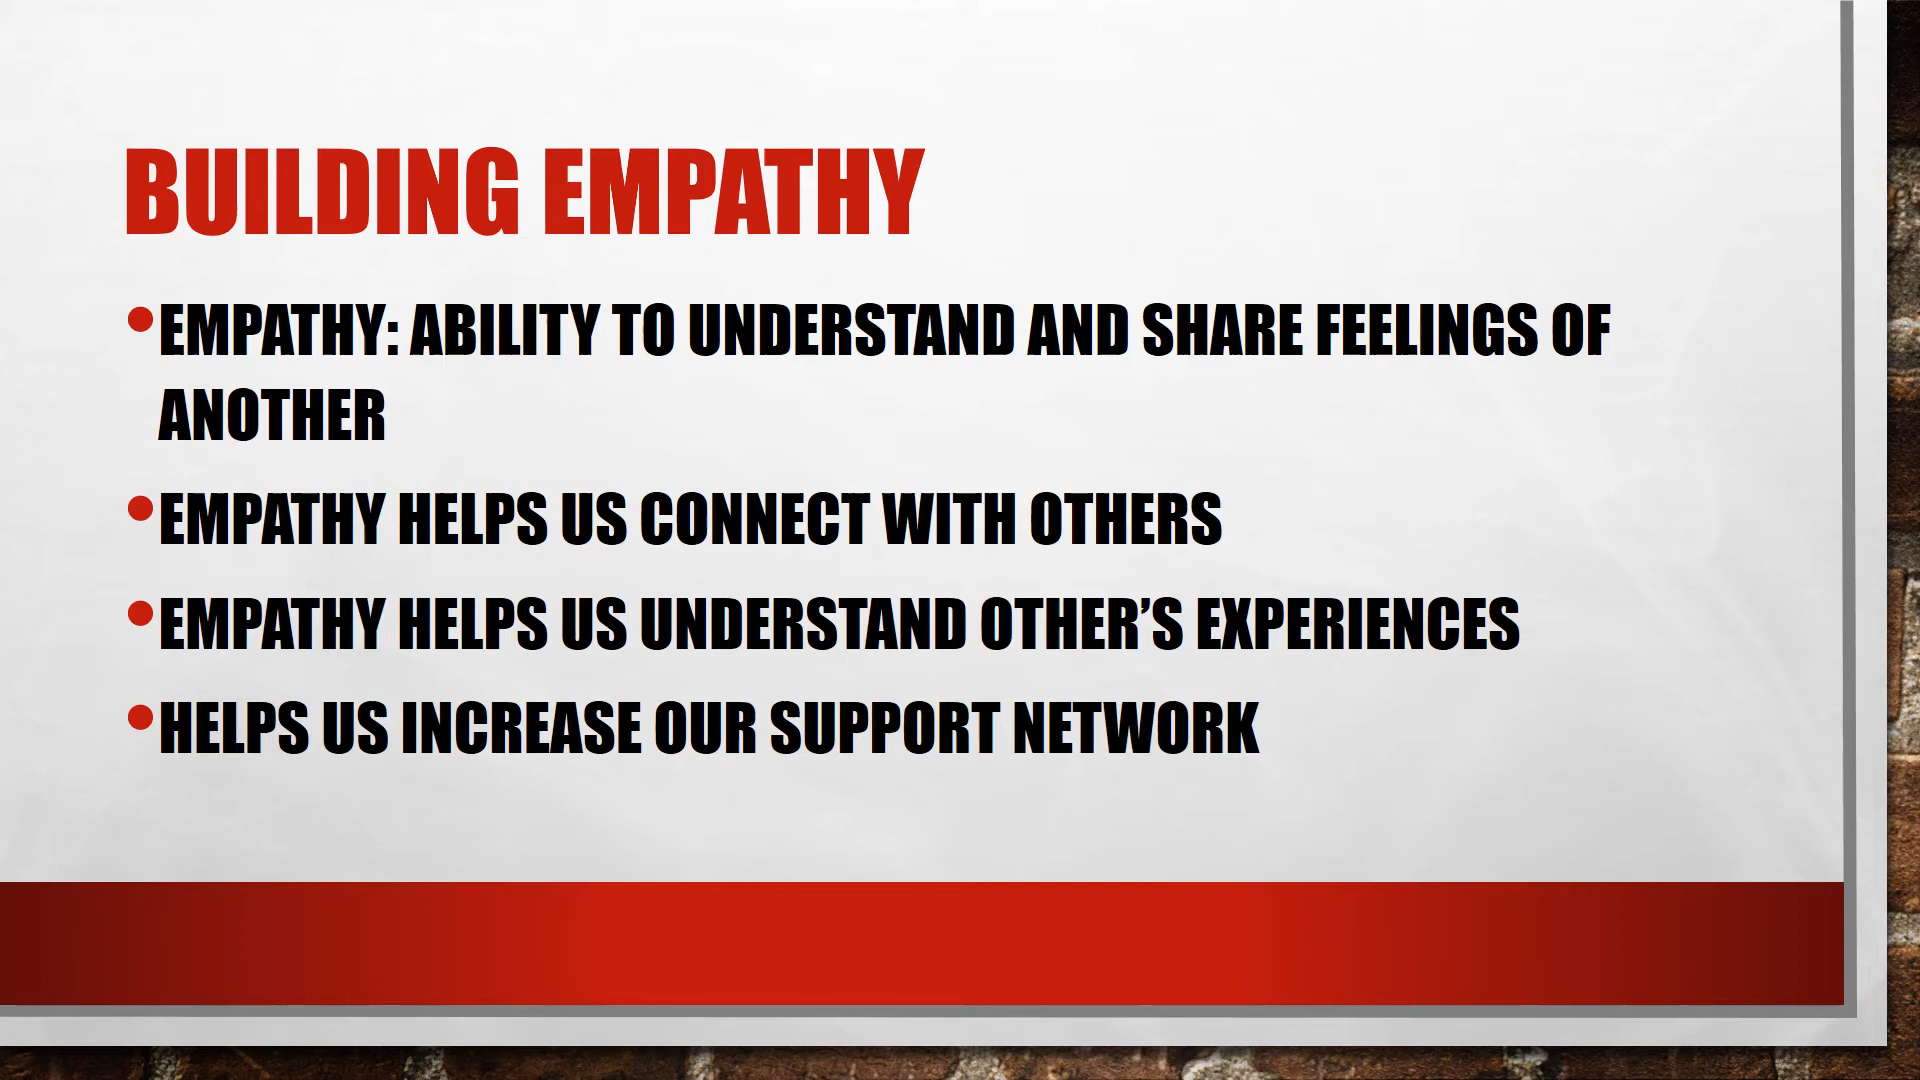 BUILDING EMPATHY
•EMPATHY: ABILITY TO UNDERSTAND AND SHARE FEELINGS OF
ANOTHER
•EMPATHY HELPS US CONNECT WITH OTHERS
•EMPATHY HELPS US UNDERSTAND OTHER’S EXPERIENCES
•HELPS US INCREASE OUR SUPPORT NETWORK